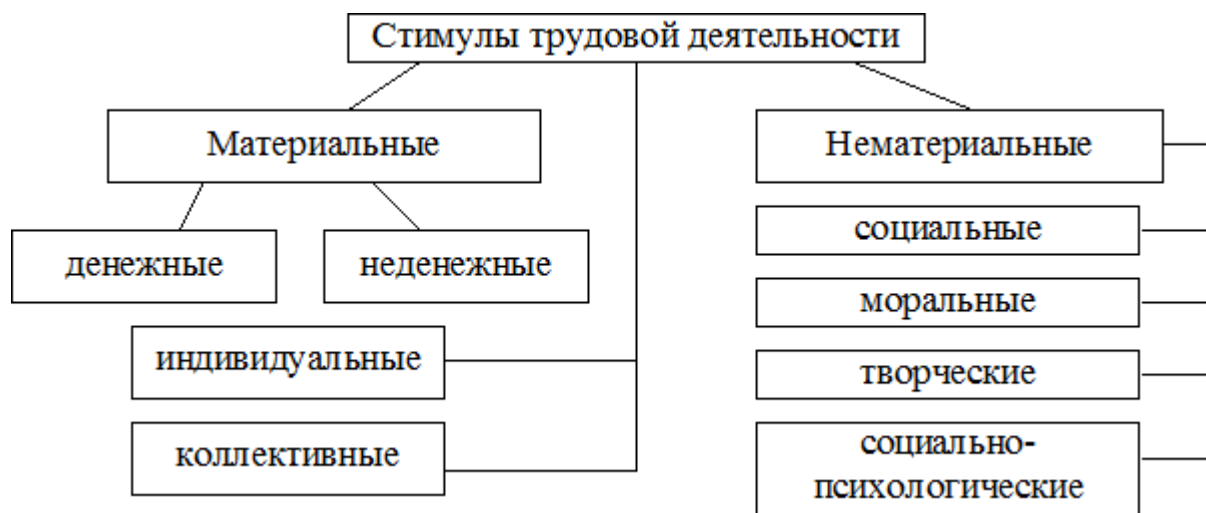 Стимулы трудовой деятельности
Материальные
Нематериальные
денежные
неденежные
социальные
моральные
индивидуальные
творческие
коллективные
социально-
психологические